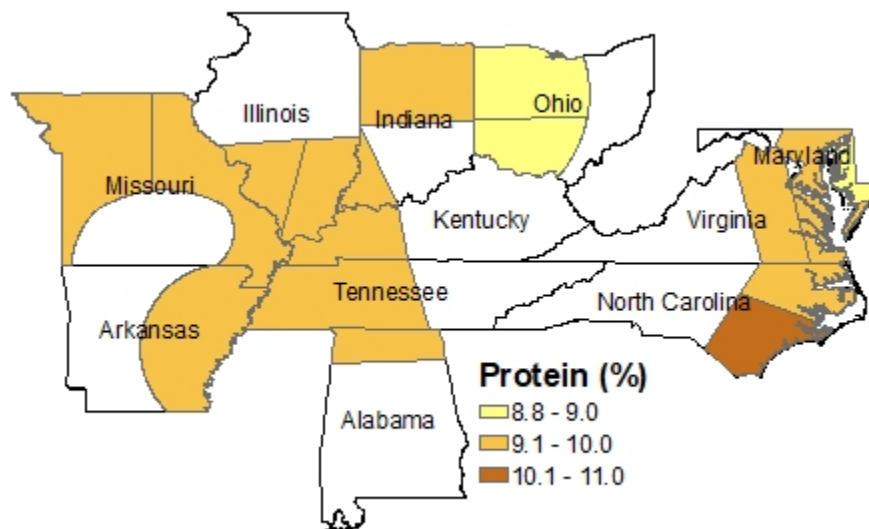 Illinois
Indiana
Ohio
Maryland
Missouri
Kentucky
Virginia
Tennessee
North Carolina
Arkansas
Alabama
Protein (%)
8.8 - 9.0
9.1 - 10.0
10.1 - 11.0